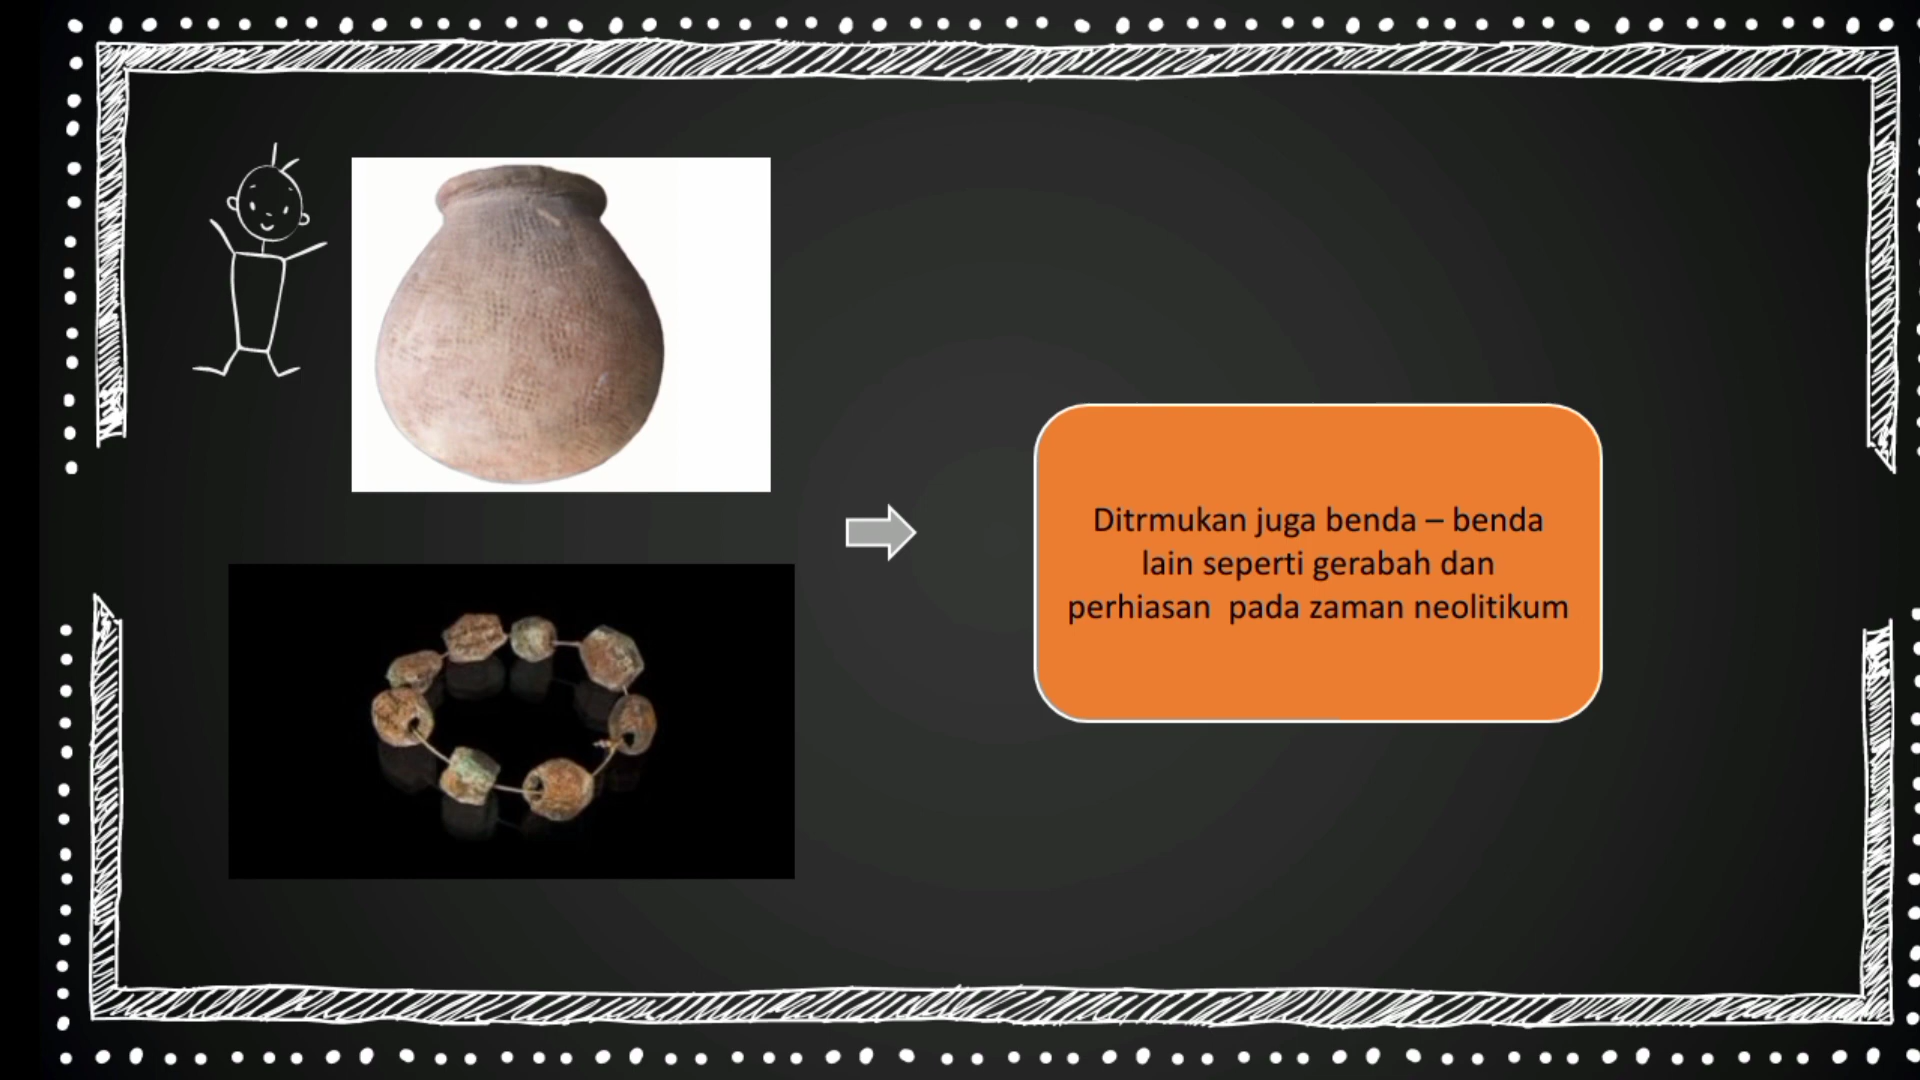 Ditrmukan juga benda – benda
lain seperti gerabah dan
perhiasan  pada zaman neolitikum